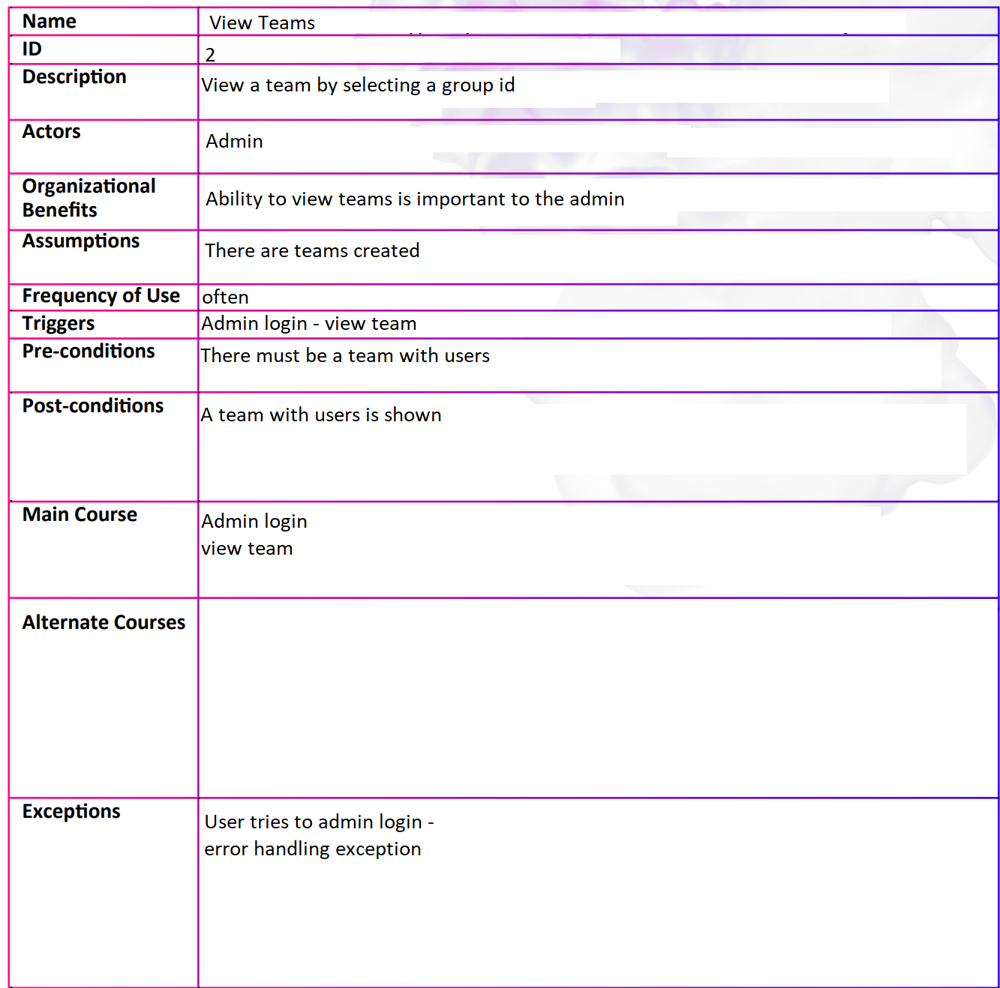 Name
View Teams
ID
2
Description
View a team by selecting a group id
Actors
Admin
Organizational
Benefits
Ability to view teams is important to the admin
Assumptions
There are teams created
Frequency of Use
often
Triggers
Admin login - view team
Pre-conditions
There must be a team with users
Post-conditions
A team with users is shown
Main Course
Admin login
view team
Alternate Courses
Exceptions
User tries to admin login -
error handling exception